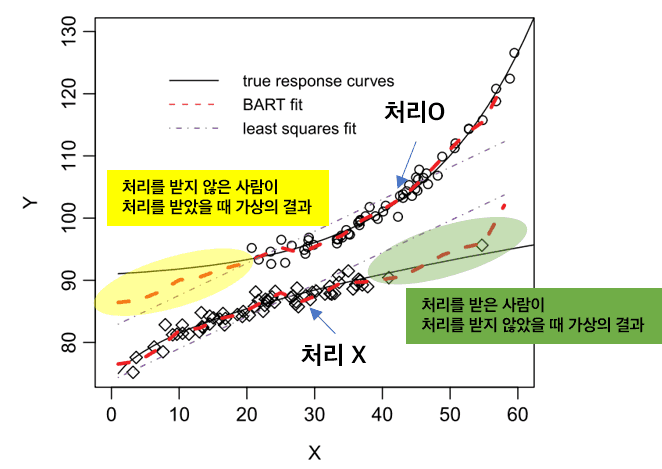 130
120
110
100
90
80
Y
true response curves
BART fit
least squares fit
처리O
처리를 받지 않은 사람이
처리를 받았을 때 가상의 결과
처리를 받은 사람이
처리를 받지 않았을 때 가상의 결과
처리 X
0 10 20 30 40 50 60
X